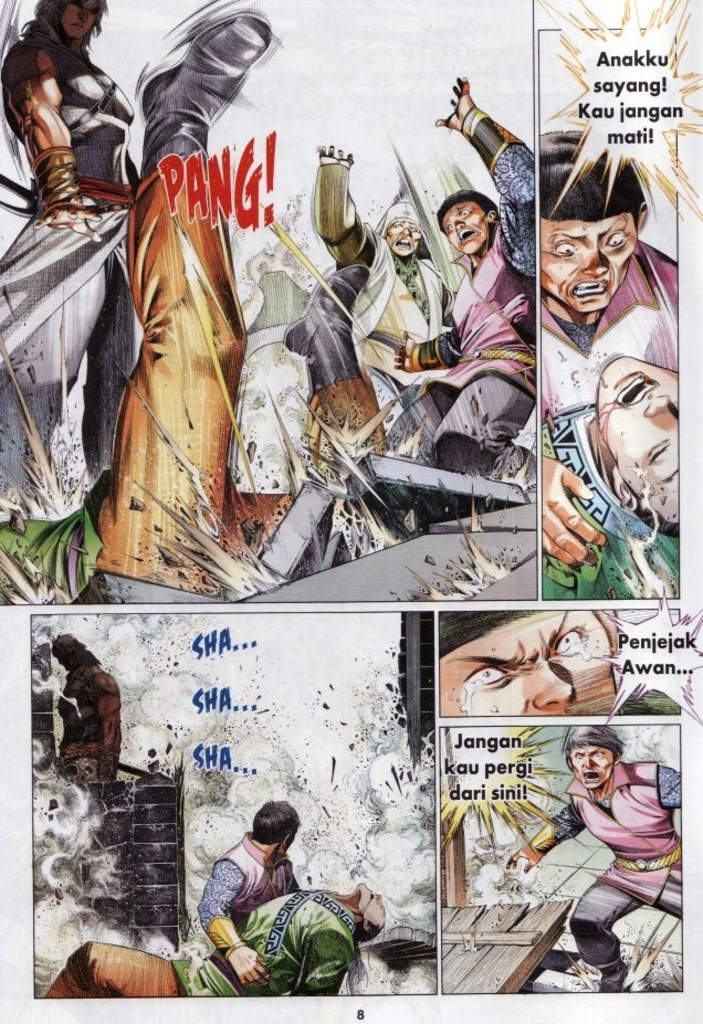 PANG!
Anakku
sayang!
Kau jangan
mati!
SHA...
SHA...
SHA...
Penjejak
Awan...
Jangan
kau pergi
dari sini!
8